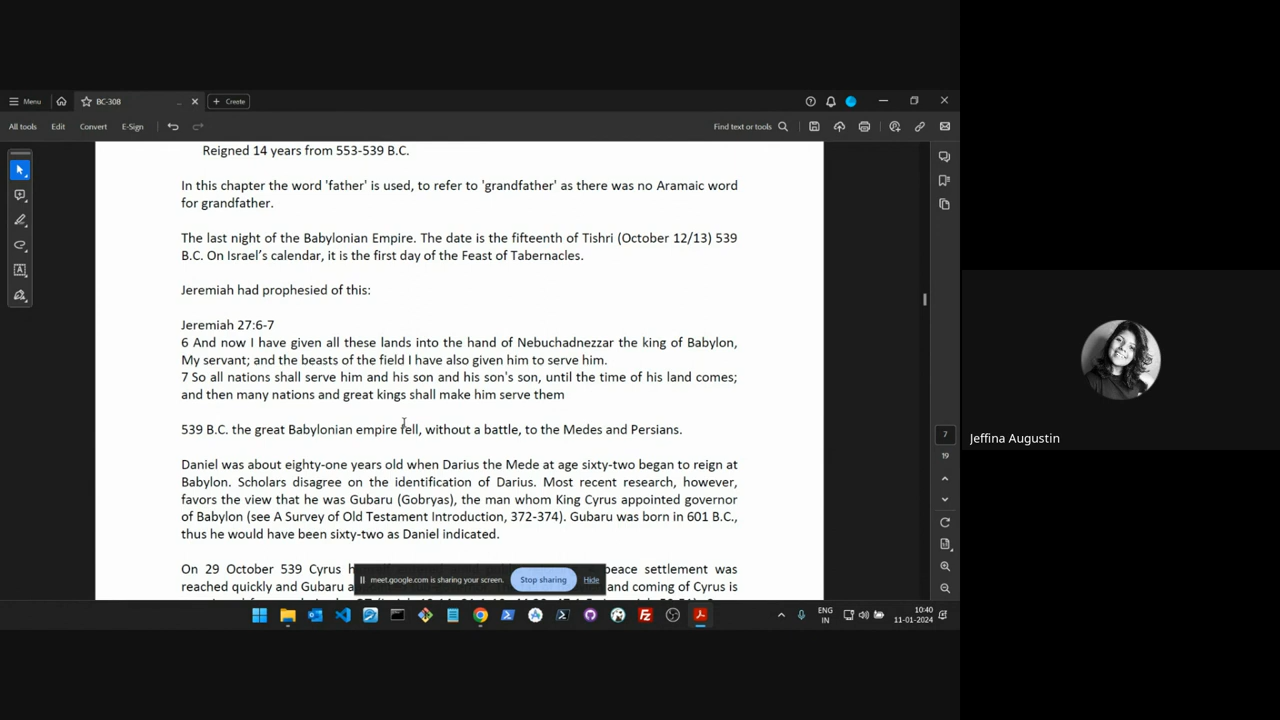 Menu
BC-308
...
Create
All tools
Edit
Convert
E-Sign
Find text or tools
Reigned 14 years from 553-539 B.C.
In this chapter the word 'father' is used, to refer to 'grandfather' as there was no Aramaic word
for grandfather.
The last night of the Babylonian Empire. The date is the fifteenth of Tishri (October 12/13) 539
B.C. On Israel’s calendar, it is the first day of the Feast of Tabernacles.
Jeremiah had prophesied of this:
Jeremiah 27:6-7
6 And now I have given all these lands into the hand of Nebuchadnezzar the king of Babylon,
My servant; and the beasts of the field I have also given him to serve him.
7 So all nations shall serve him and his son and his son's son, until the time of his land comes;
and then many nations and great kings shall make him serve them
539 B.C. the great Babylonian empire fell, without a battle, to the Medes and Persians.
Daniel was about eighty-one years old when Darius the Mede at age sixty-two began to reign at
Babylon. Scholars disagree on the identification of Darius. Most recent research, however,
favors the view that he was Gubaru (Gobryas), the man whom King Cyrus appointed governor
of Babylon (see A Survey of Old Testament Introduction, 372-374). Gubaru was born in 601 B.C.,
thus he would have been sixty-two as Daniel indicated.
On 29 October 539 Cyrus
peace settlement was
reached quickly and Gubaru
and coming of Cyrus is
meet.google.com is sharing your screen.
Stop sharing
Hide
7
19
ENG
IN
10:40
11-01-2024
Jeffina Augustin